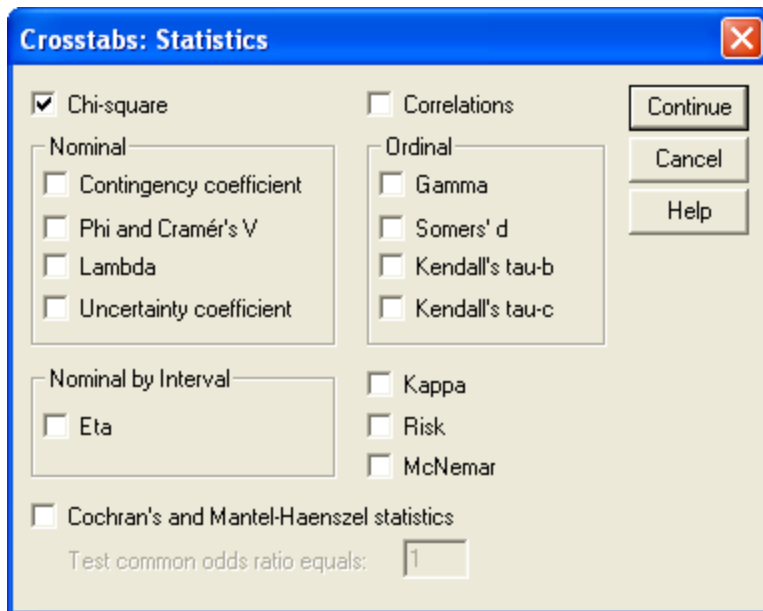 Crosstabs: Statistics
Chi-square
Correlations
Continue
Cancel
Help
Nominal
Contingency coefficient
Phi and Cramér's V
Lambda
Uncertainty coefficient
Ordinal
Gamma
Somers' d
Kendall's tau-b
Kendall's tau-c
Nominal by Interval
Eta
Kappa
Risk
McNemar
Cochran's and Mantel-Haenszel statistics
Test common odds ratio equals: 1